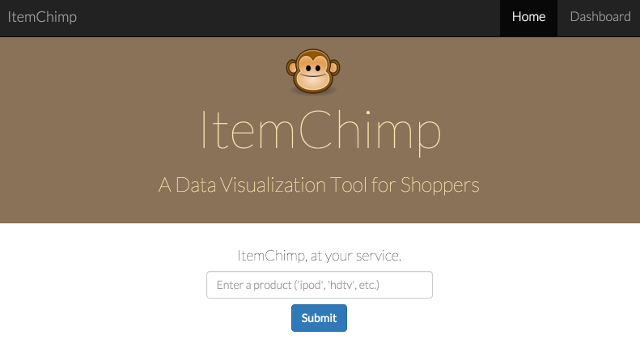 ItemChimp Home Dashboard
ItemChimp
A Data Visualization Tool for Shoppers
ItemChimp, at your service.
Enter a product ('ipod', 'hdtv', etc.)
Submit